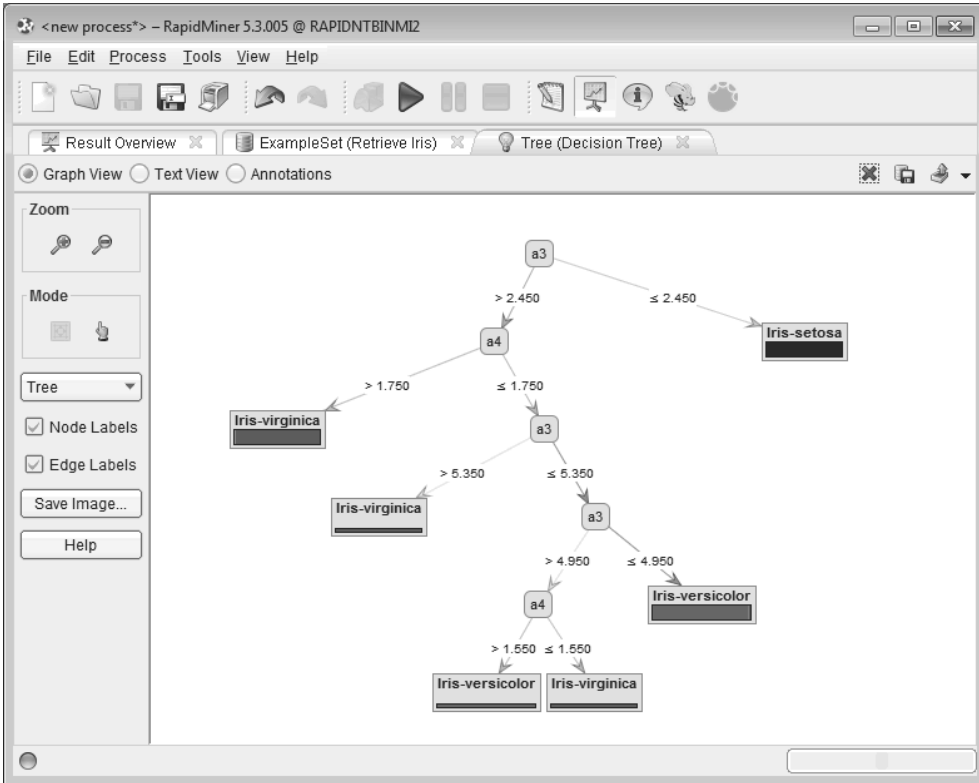 <new process*> – RapidMiner 5.3.005 @ RAPIDNTBINMI2
File Edit Process Tools View Help
Result Overview ExampleSet (Retrieve Iris) Tree (Decision Tree)
Graph View Text View Annotations
Zoom
Mode
Tree
Node Labels
Edge Labels
Save Image...
Help
a3
> 2.450 ≤ 2.450
a4
Iris-setosa
> 1.750 ≤ 1.750
Iris-virginica
a3
> 5.350 ≤ 5.350
Iris-virginica
a3
> 4.950 ≤ 4.950
a4
Iris-versicolor
> 1.550 ≤ 1.550
Iris-versicolor Iris-virginica